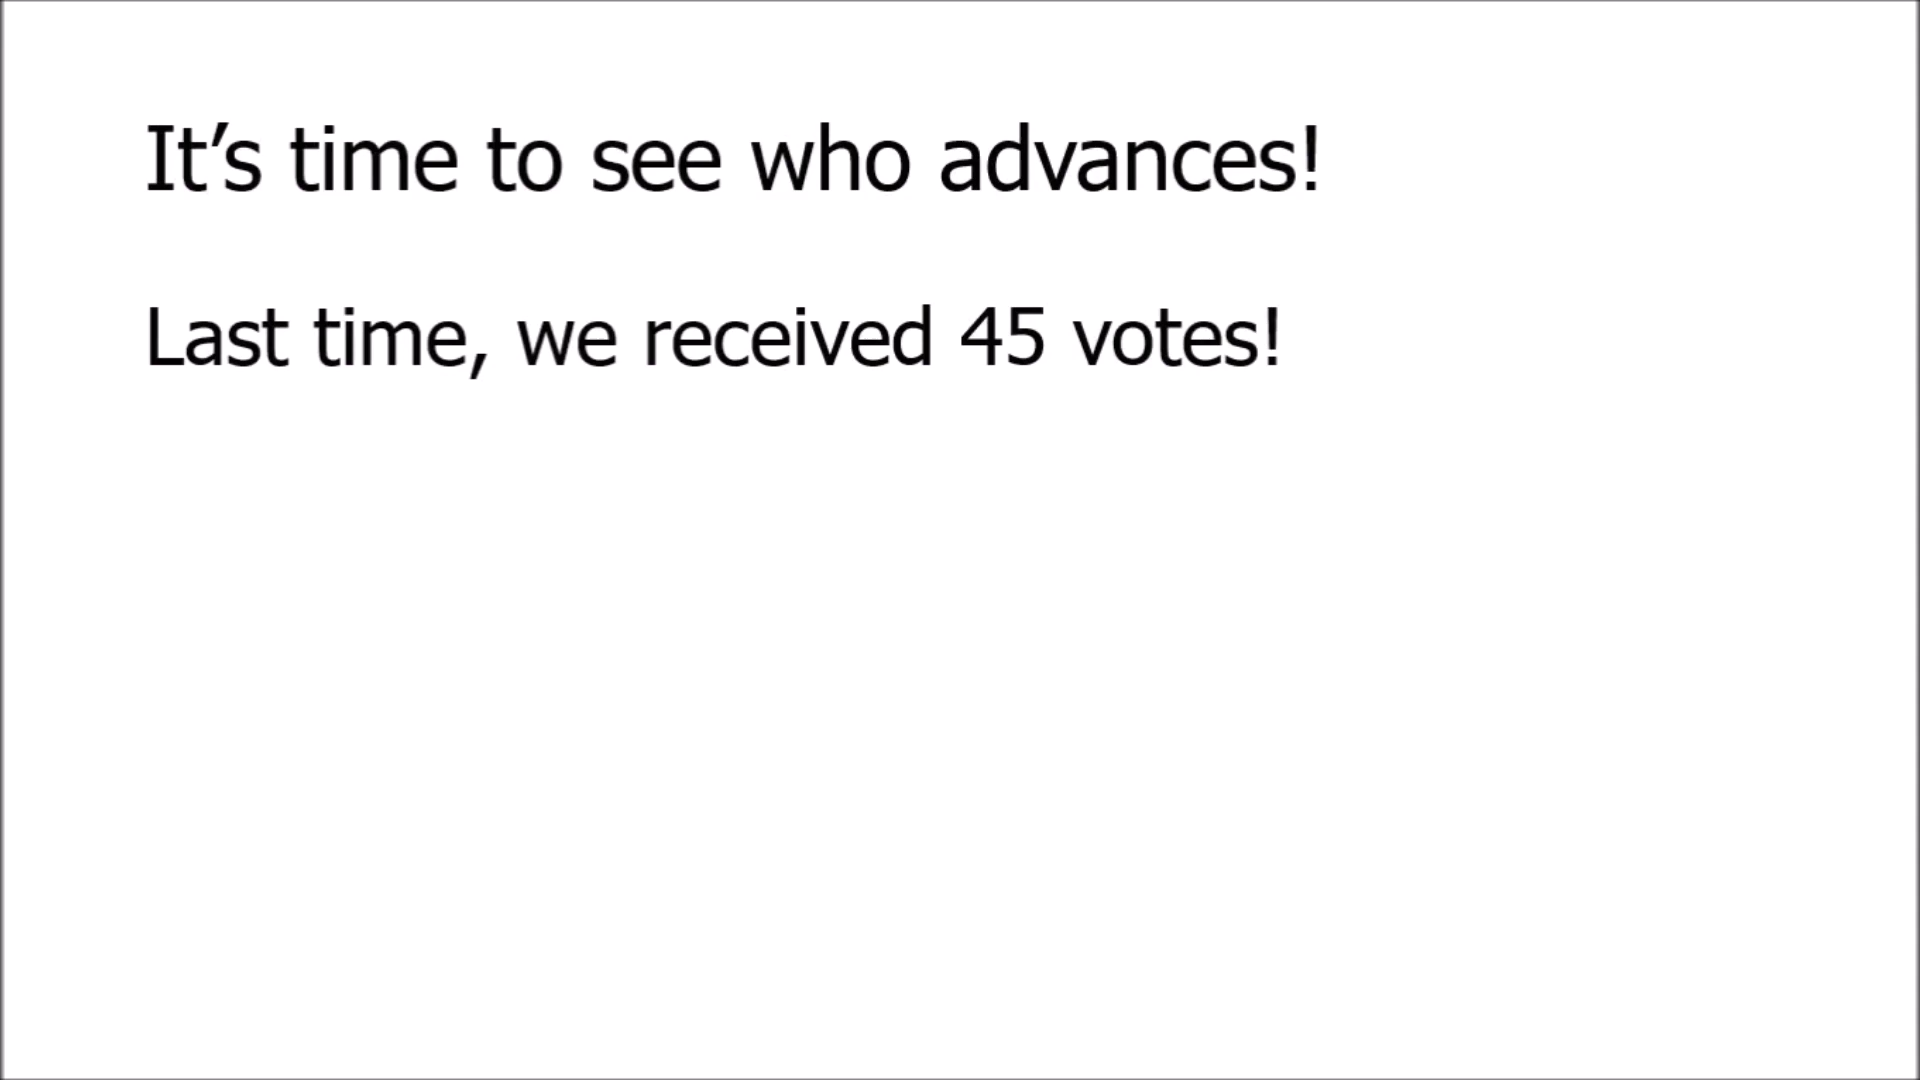 It’s time to see who advances!
Last time, we received 45 votes!